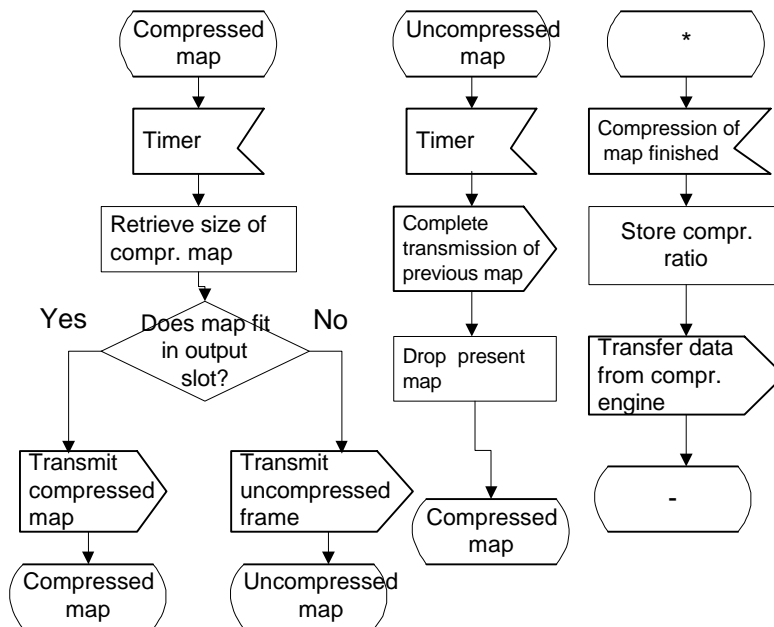 Compressed
map
Timer
Retrieve size of
compr. map
Yes
No
Does map fit
in output
slot?
Transmit
compressed
map
Compressed
map
Transmit
uncompressed
frame
Uncompressed
map
Uncompressed
map
Timer
Complete
transmission of
previous map
Drop present
map
Compressed
map
*
Compression of
map finished
Store compr.
ratio
Transfer data
from compr.
engine
-